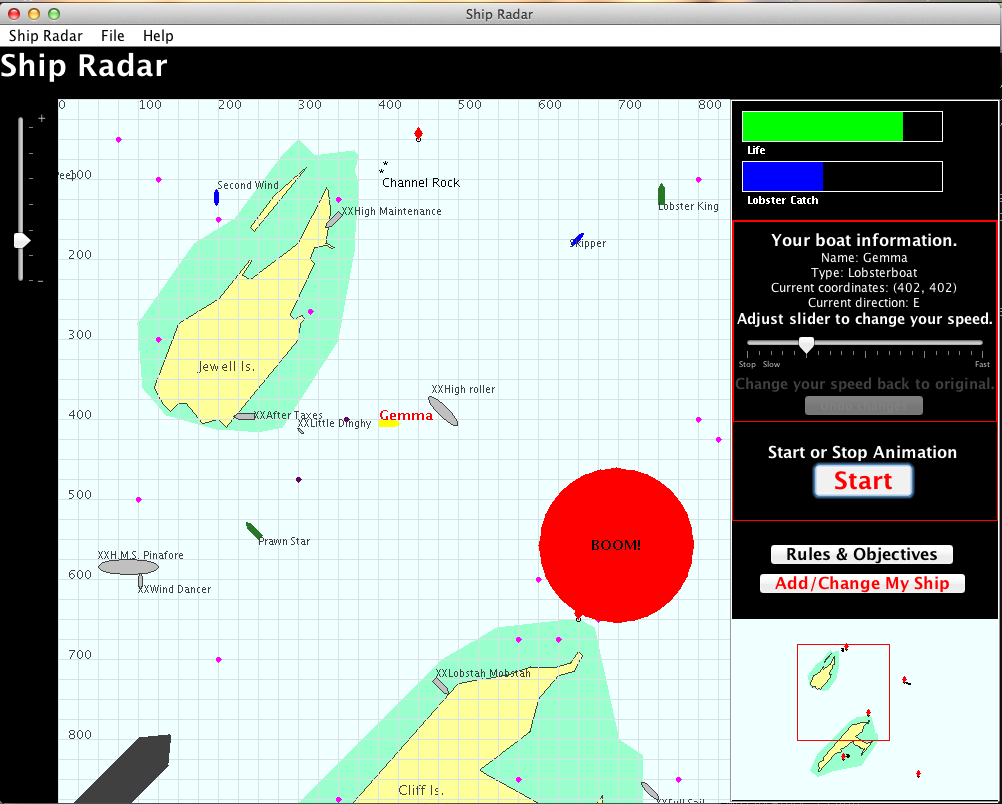 Ship Radar
Ship Radar File Help
Ship Radar
0 100 200 300 400 500 600 700 800
+
Life
Channel Rock
100
Second Wind
Lobster Catch
Lobster King
XXHigh Maintenance
Your boat information.
Skipper
Name: Gemma
200
Type: Lobsterboat
Current coordinates: (402, 402)
- -
Current direction: E
Adjust slider to change your speed.
300
Stop Slow Fast
Jewell Is.
Change your speed back to original.
XXHigh roller
Undo changes
400
XXAfter Taxes
Gemma
XXLittle Dinghy
Start or Stop Animation
Start
500
Prawn Star
BOOM!
XXH.M.S. Pinafore
Rules & Objectives
600
Add/Change My Ship
XXWind Dancer
700
XXLobstah Mobstah
800
Cliff Is.
XXFull Sail